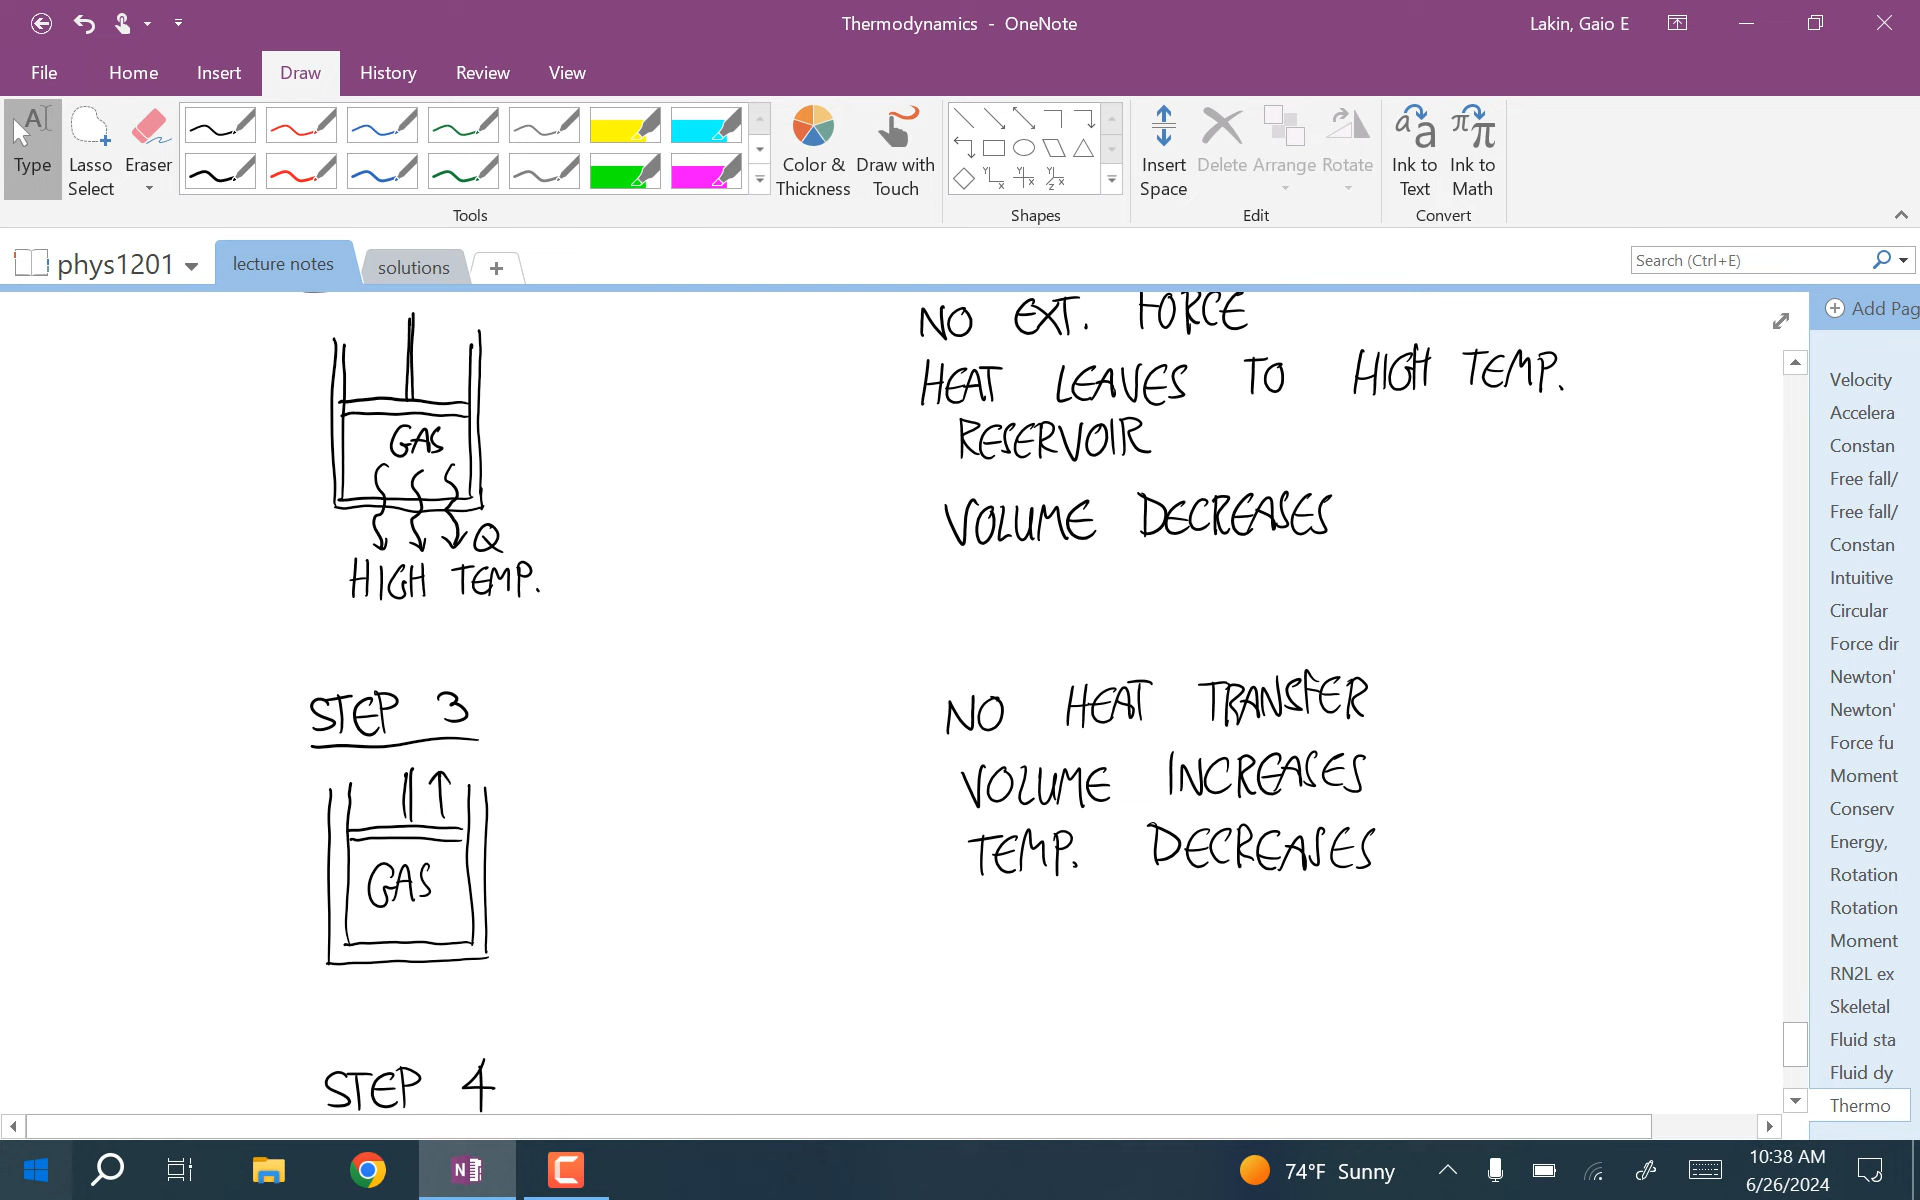 Thermodynamics - OneNote
Lakin, Gaio E
File Home Insert Draw History Review View
Type
Lasso Select
Eraser
Color & Thickness
Draw with Touch
Insert Space
Delete
Arrange
Rotate
Ink to Text
Ink to Math
Tools
Shapes
Edit
Convert
phys1201
lecture notes
solutions
Search (Ctrl+E)
Add Pag
NO EXT. FORCE
HEAT LEAVES TO HIGH TEMP.
RESERVOIR
VOLUME DECREASES
GAS
Q
HIGH TEMP.
STEP 3
NO HEAT TRANSFER
VOLUME INCREASES
TEMP. DECREASES
GAS
STEP 4
Velocity
Accelera
Constan
Free fall/
Free fall/
Constan
Intuitive
Circular
Force dir
Newton'
Newton'
Force fu
Moment
Conserv
Energy,
Rotation
Rotation
Moment
RN2L ex
Skeletal
Fluid sta
Fluid dy
Thermo
74°F Sunny
10:38 AM
6/26/2024